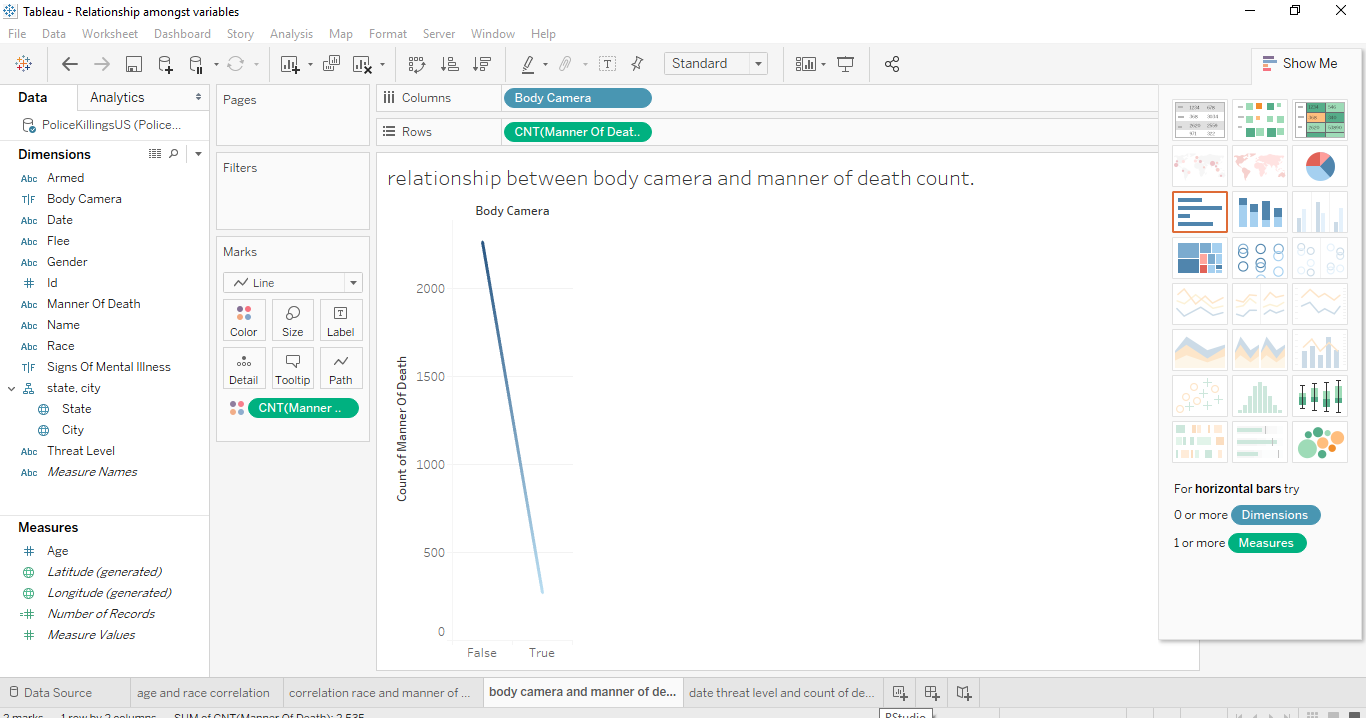 Tableau - Relationship amongst variables
File Data Worksheet Dashboard Story Analysis Map Format Server Window Help
Standard
Show Me
Data Analytics
PoliceKillingsUS (Police...
Dimensions
Abc Armed
T|F Body Camera
Abc Date
Abc Flee
Abc Gender
# Id
Abc Manner Of Death
Abc Name
Abc Race
T|F Signs Of Mental Illness
state, city
State
City
Abc Threat Level
Abc Measure Names
Measures
# Age
Latitude (generated)
Longitude (generated)
=# Number of Records
# Measure Values
Pages
Filters
Marks
Line
Color Size Label
Detail Tooltip Path
CNT(Manner ..
Columns Body Camera
Rows CNT(Manner Of Deat..
relationship between body camera and manner of death count.
Body Camera
Count of Manner Of Death
2000
1500
1000
500
0
False True
For horizontal bars try
0 or more Dimensions
1 or more Measures
Data Source age and race correlation correlation race and manner of ... body camera and manner of de... date threat level and count of de...
2 marks 1 row by 2 columns SUM of CNT(Manner Of Death): 2,535
RStudio